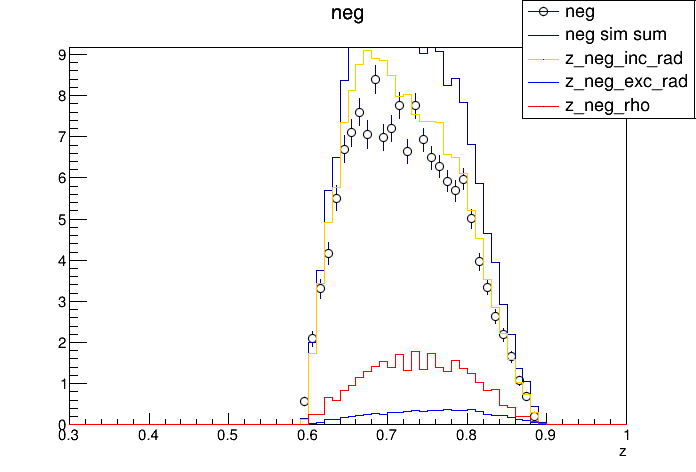 neg
neg
neg sim sum
z_neg_inc_rad
z_neg_exc_rad
z_neg_rho
9
8
7
6
5
4
3
2
1
0
0.3 0.4 0.5 0.6 0.7 0.8 0.9 1
z